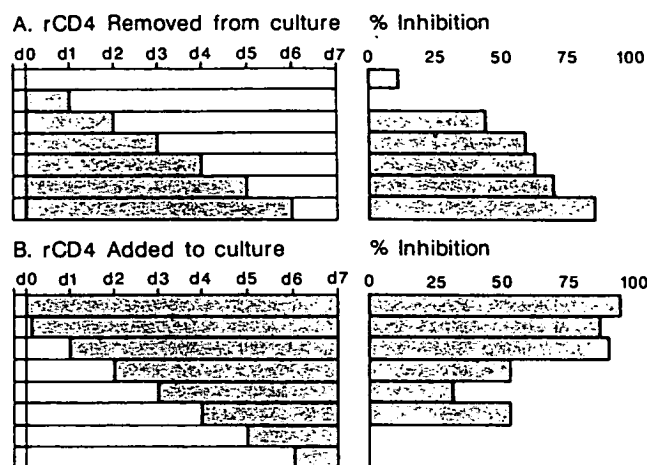 A. rCD4 Removed from culture
% Inhibition
d0 d1 d2 d3 d4 d5 d6 d7
0 25 50 75 100
B. rCD4 Added to culture
% Inhibition
d0 d1 d2 d3 d4 d5 d6 d7
0 25 50 75 100